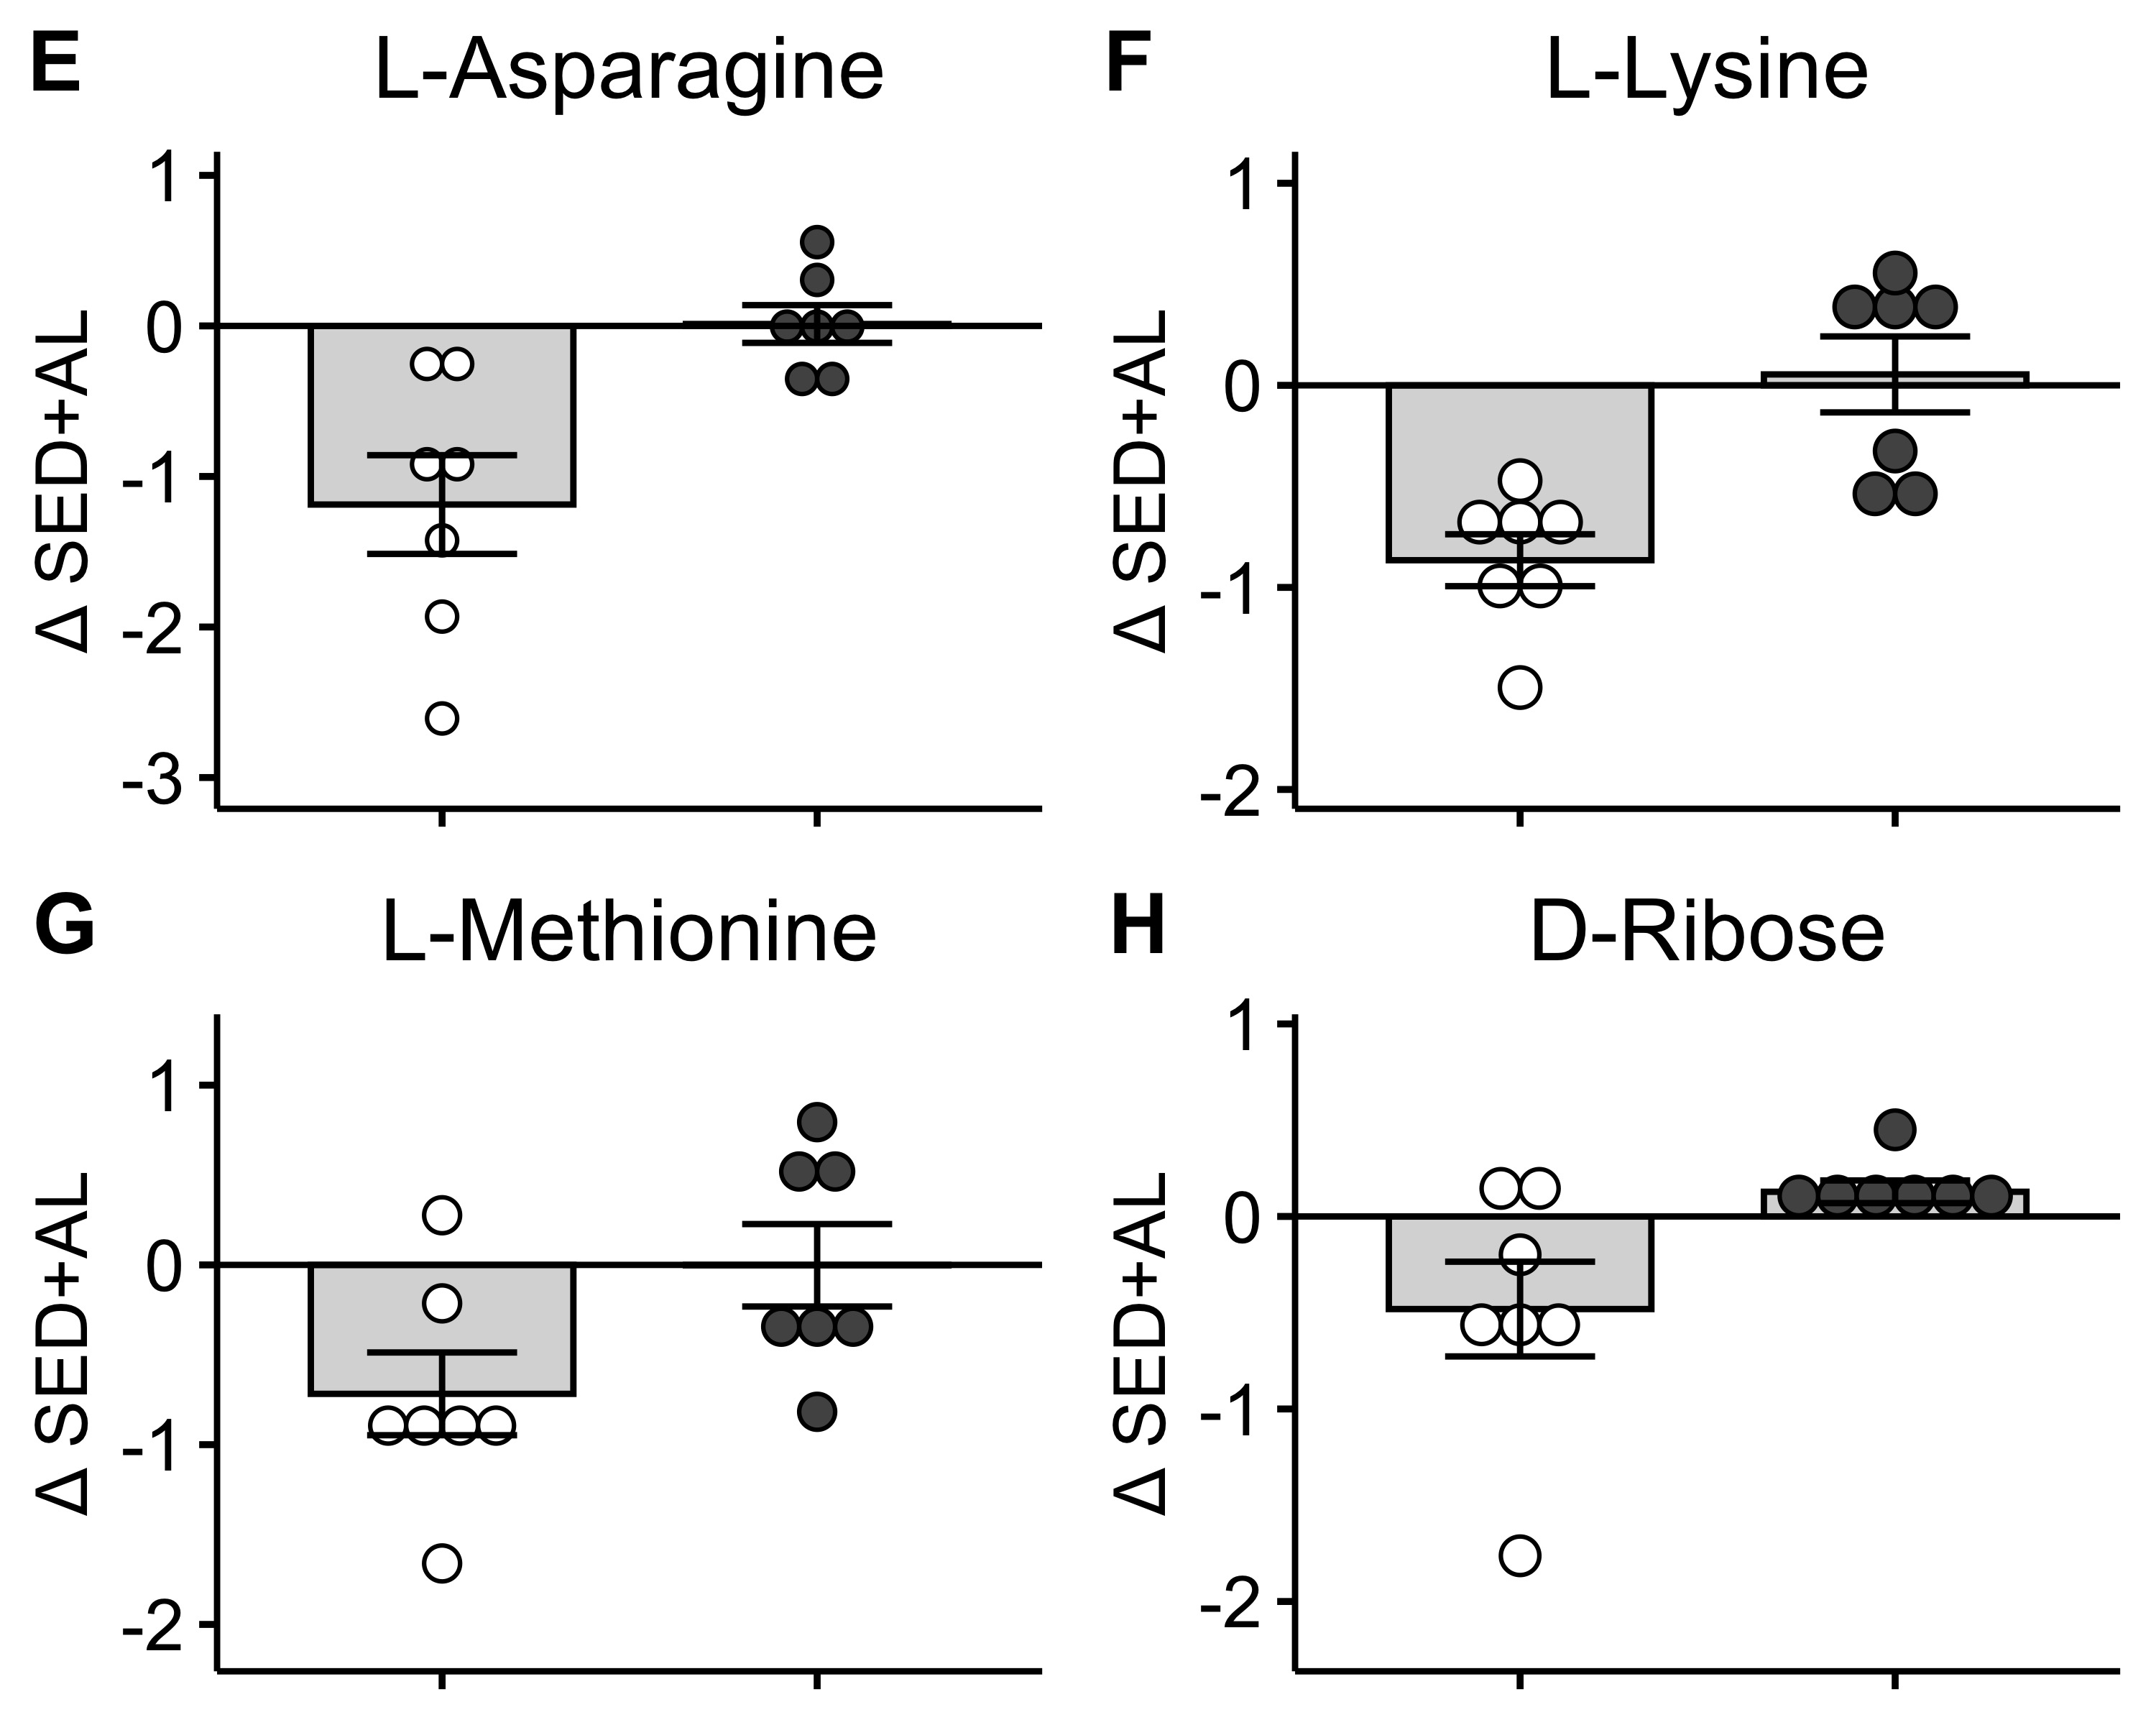 E L-Asparagine
Δ SED+AL
1
0
-1
-2
-3
F L-Lysine
Δ SED+AL
1
0
-1
-2
G L-Methionine
Δ SED+AL
1
0
-1
-2
H D-Ribose
Δ SED+AL
1
0
-1
-2